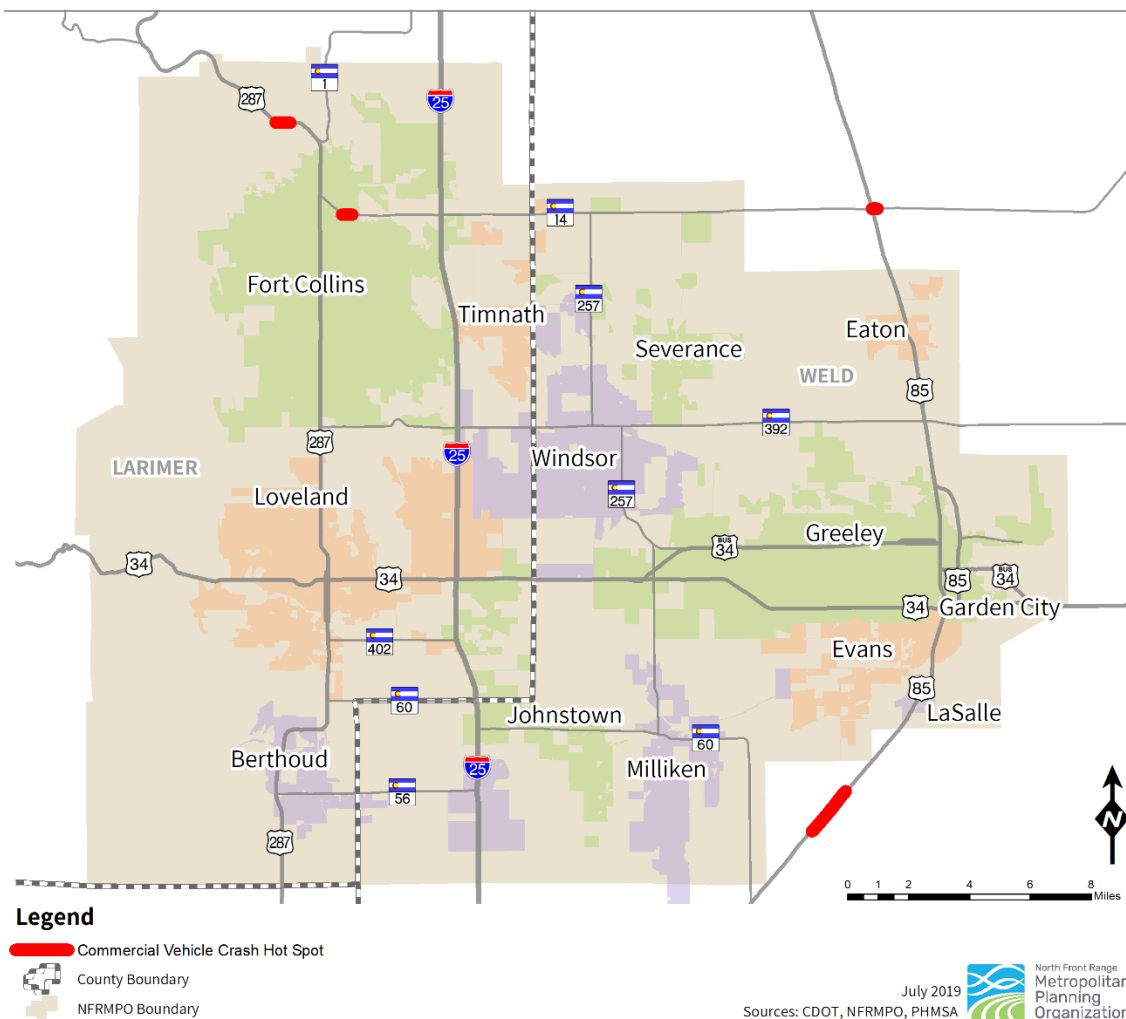 1
287
25
14
Fort Collins
257
Timnath
Eaton
Severance
WELD
85
392
287
25
LARIMER
Windsor
Loveland
257
Greeley
BUS
34
34
34
85
BUS
34
34
Garden City
402
Evans
60
85
Johnstown
LaSalle
60
Berthoud
25
Milliken
56
287
N
0 1 2 4 6 8
Miles
Legend
Commercial Vehicle Crash Hot Spot
County Boundary
NFRMPO Boundary
July 2019
Sources: CDOT, NFRMPO, PHMSA
North Front Range
Metropolitan
Planning
Organization